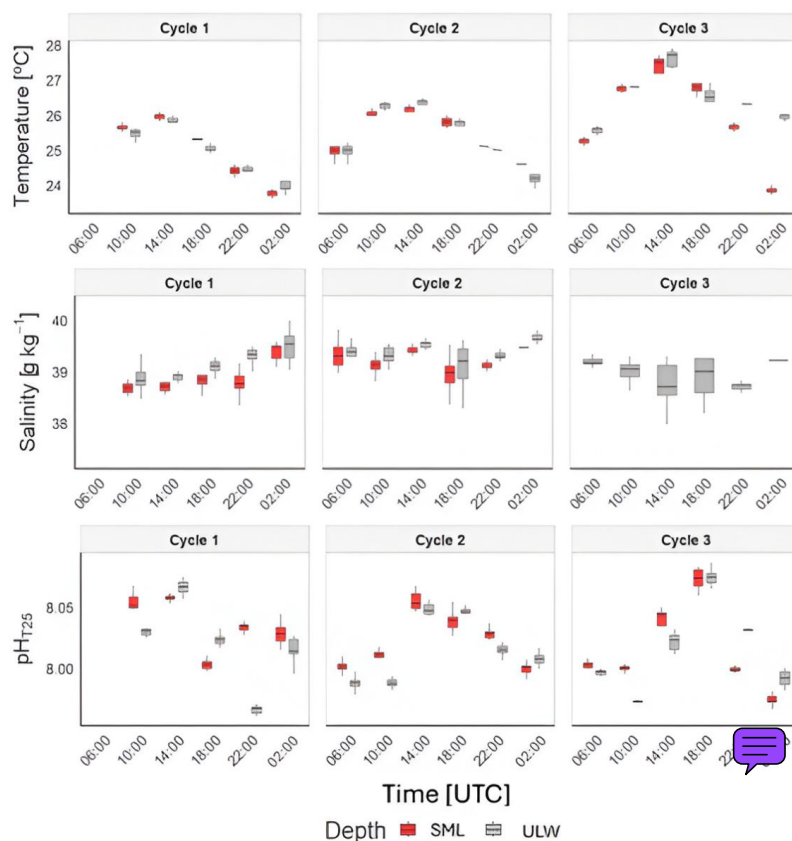 Cycle 1
Cycle 2
Cycle 3
Temperature [ºC]
28
27
26
25
24
06:00 10:00 14:00 18:00 22:00 02:00
06:00 10:00 14:00 18:00 22:00 02:00
06:00 10:00 14:00 18:00 22:00 02:00
Cycle 1
Cycle 2
Cycle 3
Salinity [g kg⁻¹]
40
39
38
06:00 10:00 14:00 18:00 22:00 02:00
06:00 10:00 14:00 18:00 22:00 02:00
06:00 10:00 14:00 18:00 22:00 02:00
Cycle 1
Cycle 2
Cycle 3
pH_T25
8.05
8.00
06:00 10:00 14:00 18:00 22:00 02:00
06:00 10:00 14:00 18:00 22:00 02:00
06:00 10:00 14:00 18:00
Time [UTC]
Depth SML ULW